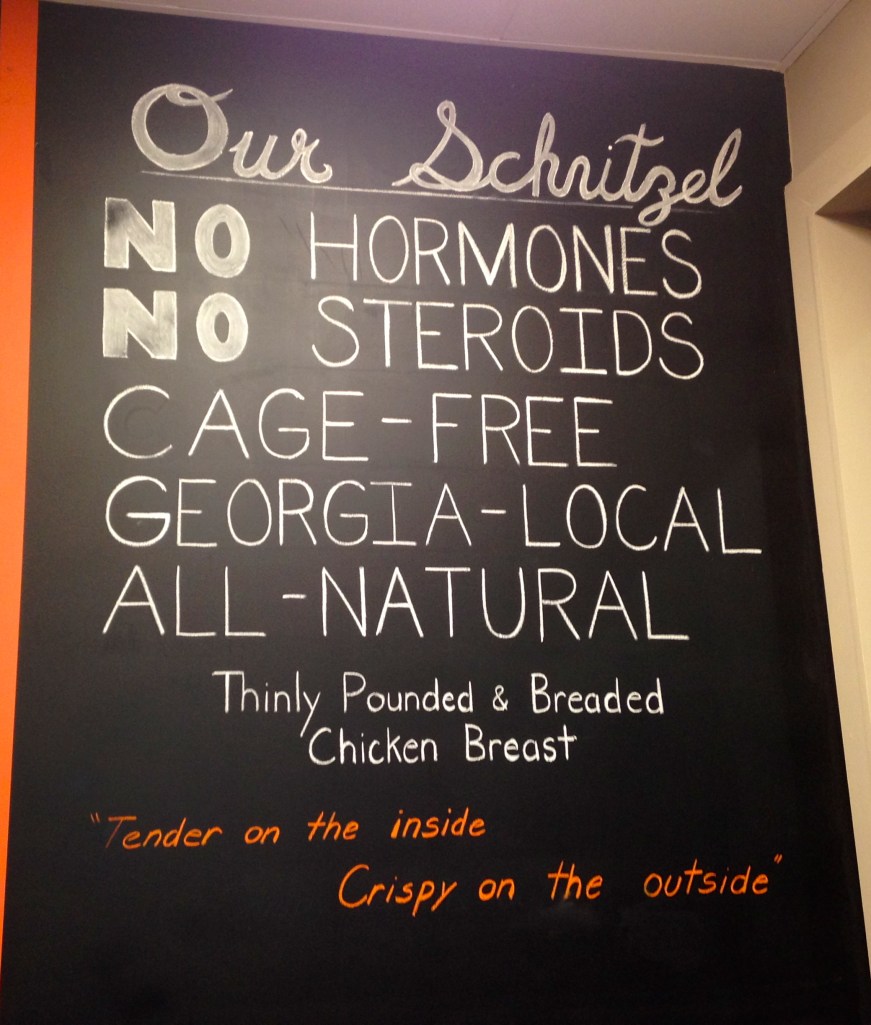 Our Schnitzel
NO HORMONES
NO STEROIDS
CAGE-FREE
GEORGIA-LOCAL
ALL-NATURAL
Thinly Pounded & Breaded
Chicken Breast
"Tender on the inside
Crispy on the outside"